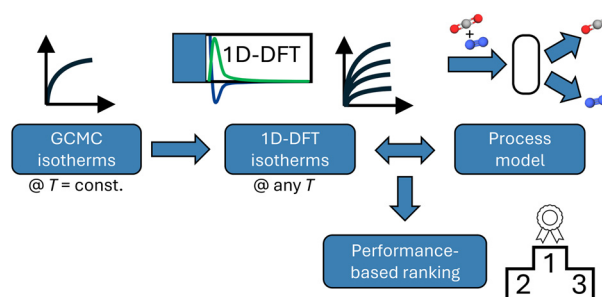 1D-DFT
+
GCMC
isotherms
@ T = const.
1D-DFT
isotherms
@ any T
Process
model
Performance-
based ranking
1
2
3